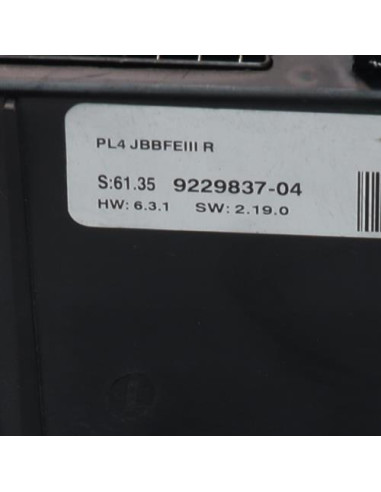 PL4 JBBFEIII R
S:61.35 9229837-04
HW: 6.3.1 SW: 2.19.0